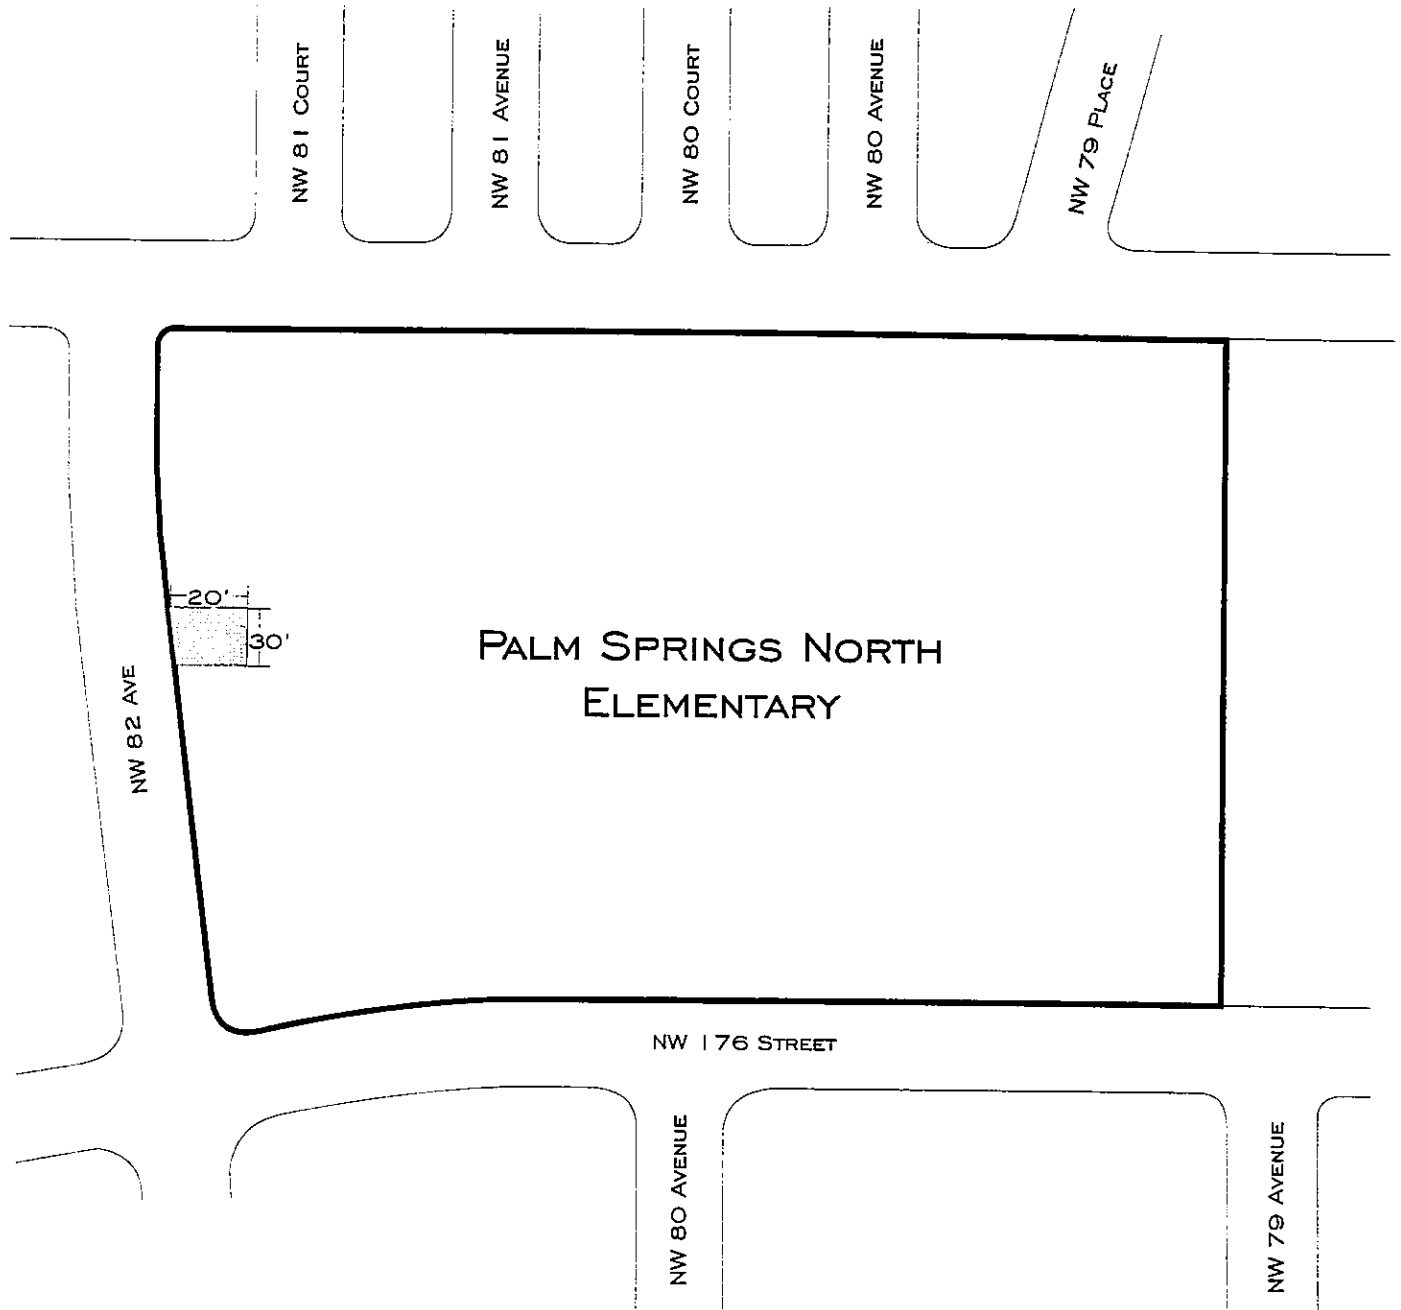 NW 81 COURT
NW 81 AVENUE
NW 80 COURT
NW 80 AVENUE
NW 79 PLACE
20'
30'
PALM SPRINGS NORTH
ELEMENTARY
NW 82 AVE
NW 176 STREET
NW 80 AVENUE
NW 79 AVENUE